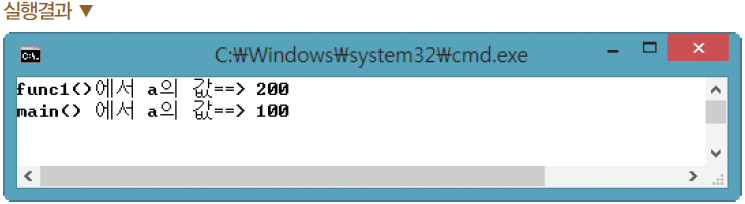 실행결과 ▼
C:₩Windows₩system32₩cmd.exe
func1()에서 a의 값==> 200
main() 에서 a의 값==> 100